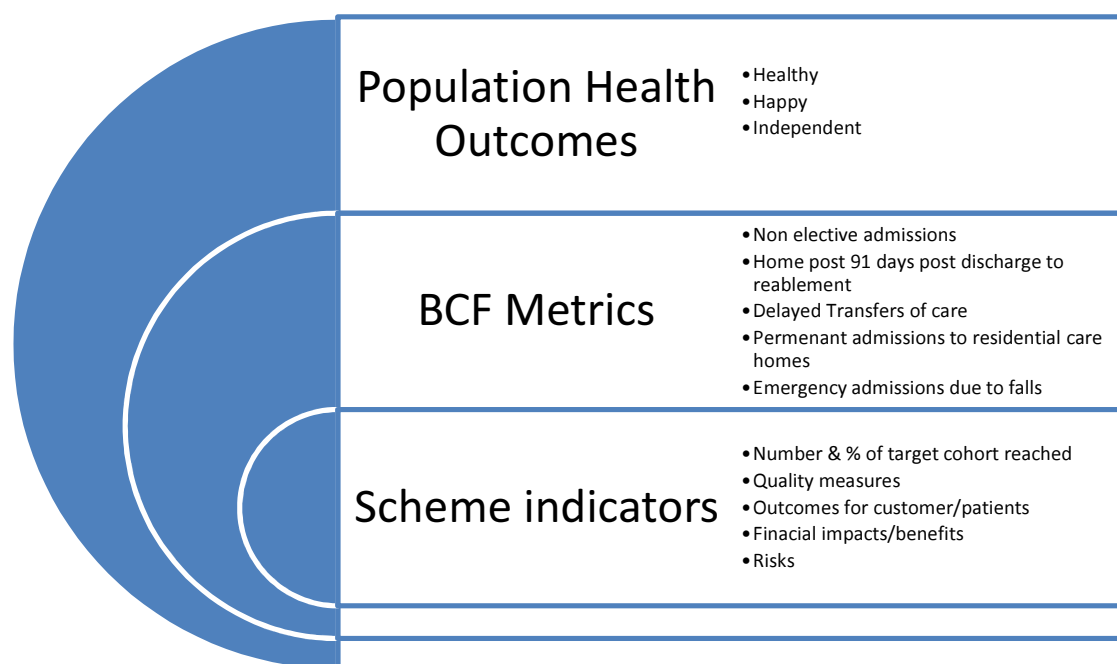 Population Health
Outcomes
•Healthy
•Happy
•Independent
BCF Metrics
•Non elective admissions
•Home post 91 days post discharge to
reablement
•Delayed Transfers of care
•Permenant admissions to residential care
homes
•Emergency admissions due to falls
Scheme indicators
•Number & % of target cohort reached
•Quality measures
•Outcomes for customer/patients
•Finacial impacts/benefits
•Risks